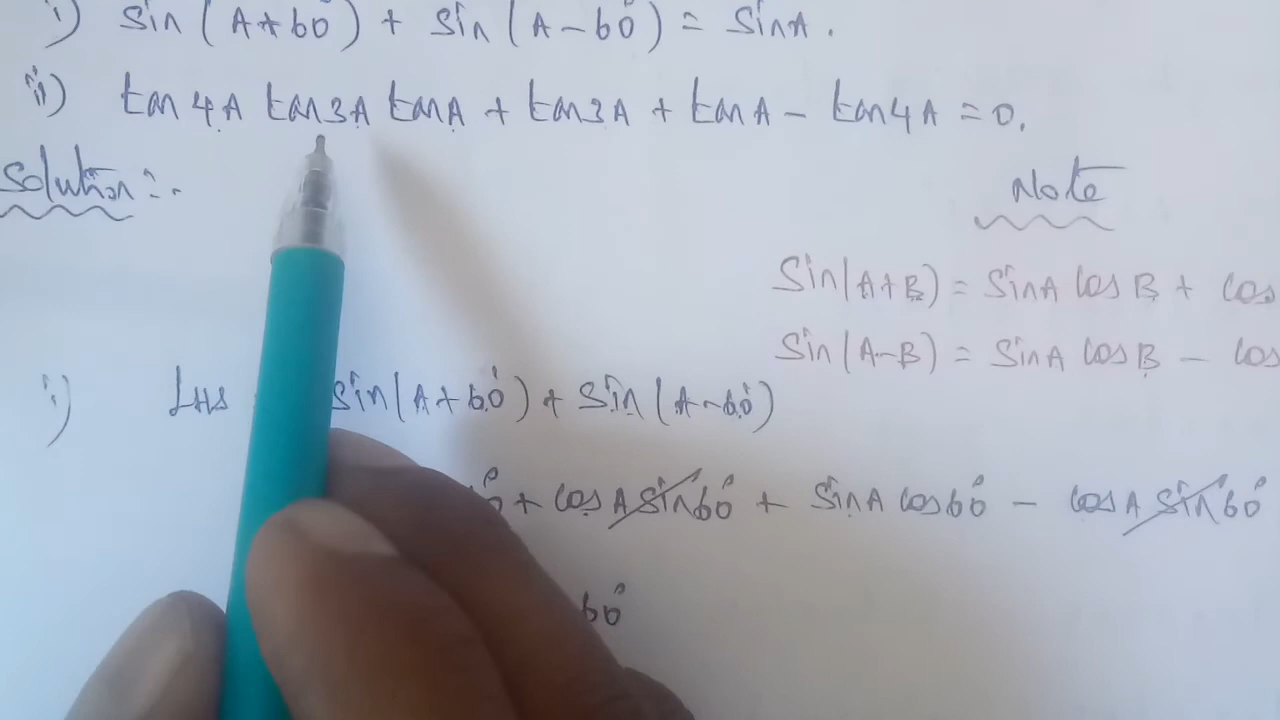 i) Sin (A+60°) + Sin (A-60°) = SinA.
ii) tan4A tan3A tanA + tan3A + tanA - tan4A = 0.
Solution:-
Note
Sin(A+B) = SinA CosB + Cos
Sin(A-B) = SinA CosB - Cos
i) LHS Sin(A+60°) + Sin(A-60°)
+ CosA Sin60° + SinA Cos60° - CosA Sin60°
60°